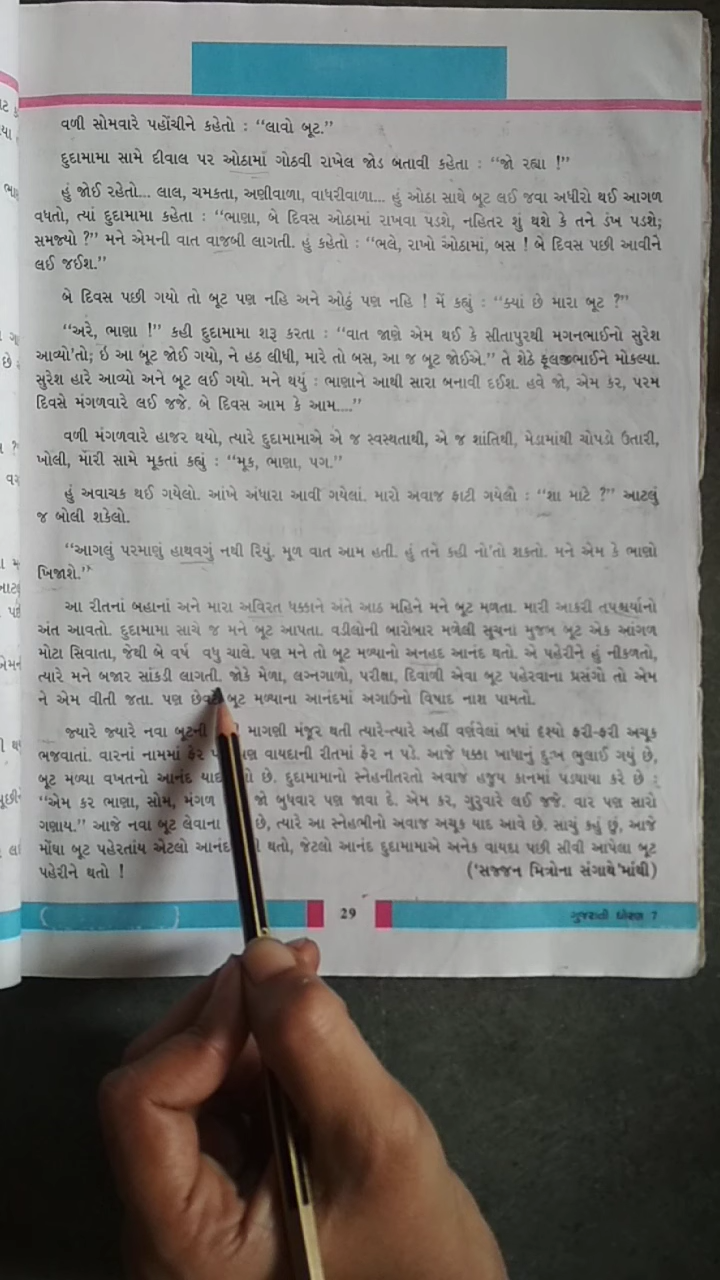 વળી સોમવારે પહોંચીને કહેતો : “લાવો બૂટ.”
દુદામામા સામે દીવાલ પર ઓઠામાં ગોઠવી રાખેલ જોડ બતાવી કહેતા : “જો રહ્યા !”
હું જોઈ રહેતો... લાલ, ચમકતા, અણીવાળા, વાધરીવાળા... હું ઓઠા સાથે બૂટ લઈ જવા અધીરો થઈ આગળ
વધતો, ત્યાં દુદામામા કહેતા : “ભાણા, બે દિવસ ઓઠામાં રાખવા પડશે, નહિતર શું થશે કે તને ડંખ પડશે;
સમજ્યો ?” મને એમની વાત વાજબી લાગતી. હું કહેતો : “ભલે, રાખો ઓઠામાં, બસ ! બે દિવસ પછી આવીને
લઈ જઈશ.”
બે દિવસ પછી ગયો તો બૂટ પણ નહિ અને ઓઠું પણ નહિ ! મેં કહ્યું : “ક્યાં છે મારા બૂટ ?”
“અરે, ભાણા !” કહી દુદામામા શરૂ કરતા : “વાત જાણે એમ થઈ કે સીતાપુરથી મગનભાઈનો સુરેશ
આવ્યો’તો; ઈ આ બૂટ જોઈ ગયો, ને હઠ લીધી, મારે તો બસ, આ જ બૂટ જોઈએ.” તે શેઠે ફૂલજીભાઈને મોકલ્યા.
સુરેશ હારે આવ્યો અને બૂટ લઈ ગયો. મને થયું : ભાણાને આથી સારા બનાવી દઈશ. હવે જો, એમ કર, પરમ
દિવસે મંગળવારે લઈ જજે. બે દિવસ આમ કે આમ....”
વળી મંગળવારે હાજર થયો, ત્યારે દુદામામાએ એ જ સ્વસ્થતાથી, એ જ શાંતિથી, મેડામાંથી ચોપડો ઉતારી,
ખોલી, મારી સામે મૂકતાં કહ્યું : “મૂક, ભાણા, પગ.”
હું અવાચક થઈ ગયેલો. આંખે અંધારા આવી ગયેલાં. મારો અવાજ ફાટી ગયેલો : “શા માટે ?” આટલું
જ બોલી શકેલો.
“આગલું પરમાણું હાથવગું નથી રિયું. મૂળ વાત આમ હતી. હું તને કહી નો’તો શકતો. મને એમ કે ભાણો
ખિજાશે.”
આ રીતનાં બહાનાં અને મારા અવિરત ધક્કાને અંતે આઠ મહિને મને બૂટ મળતા. મારી આકરી તપશ્ચર્યાનો
અંત આવતો. દુદામામા સાચે જ મને બૂટ આપતા. વડીલોની બારોબાર મળેલી સૂચના મુજબ બૂટ એક આંગળ
મોટા સિવાતા, જેથી બે વર્ષ વધુ ચાલે. પણ મને તો બૂટ મળ્યાનો અનહદ આનંદ થતો. એ પહેરીને હું નીકળતો,
ત્યારે મને બજાર સાંકડી લાગતી. જોકે મેળા, લગ્નગાળો, પરીક્ષા, દિવાળી એવા બૂટ પહેરવાના પ્રસંગો તો એમ
ને એમ વીતી જતા. પણ છેવટે બૂટ મળ્યાના આનંદમાં અગાઉનો વિષાદ નાશ પામતો.
જ્યારે જ્યારે નવા બૂટની માગણી મંજૂર થતી ત્યારે-ત્યારે અહીં વર્ણવેલાં બધાં દૃશ્યો ફરી-ફરી અચૂક
ભજવાતાં. વારનાં નામમાં ફેર પણ વાયદાની રીતમાં ફેર ન પડે. આજે ધક્કા ખાધાનું દુઃખ ભુલાઈ ગયું છે,
બૂટ મળ્યા વખતનો આનંદ યાદ છે. દુદામામાનો સ્નેહનીતરતો અવાજ હજુય કાનમાં પડઘાયા કરે છે :
“એમ કર ભાણા, સોમ, મંગળ જો બુધવાર પણ જાવા દે. એમ કર, ગુરુવારે લઈ જજે. વાર પણ સારો
ગણાય.” આજે નવા બૂટ લેવાના છે, ત્યારે આ સ્નેહભીનો અવાજ અચૂક યાદ આવે છે. સાચું કહું છું, આજે
મોંઘા બૂટ પહેરતાંય એટલો આનંદ થતો, જેટલો આનંદ દુદામામાએ અનેક વાયદા પછી સીવી આપેલા બૂટ
પહેરીને થતો !
(‘સજ્જન મિત્રોના સંગાથે’માંથી)
29
ગુજરાતી ધોરણ 7